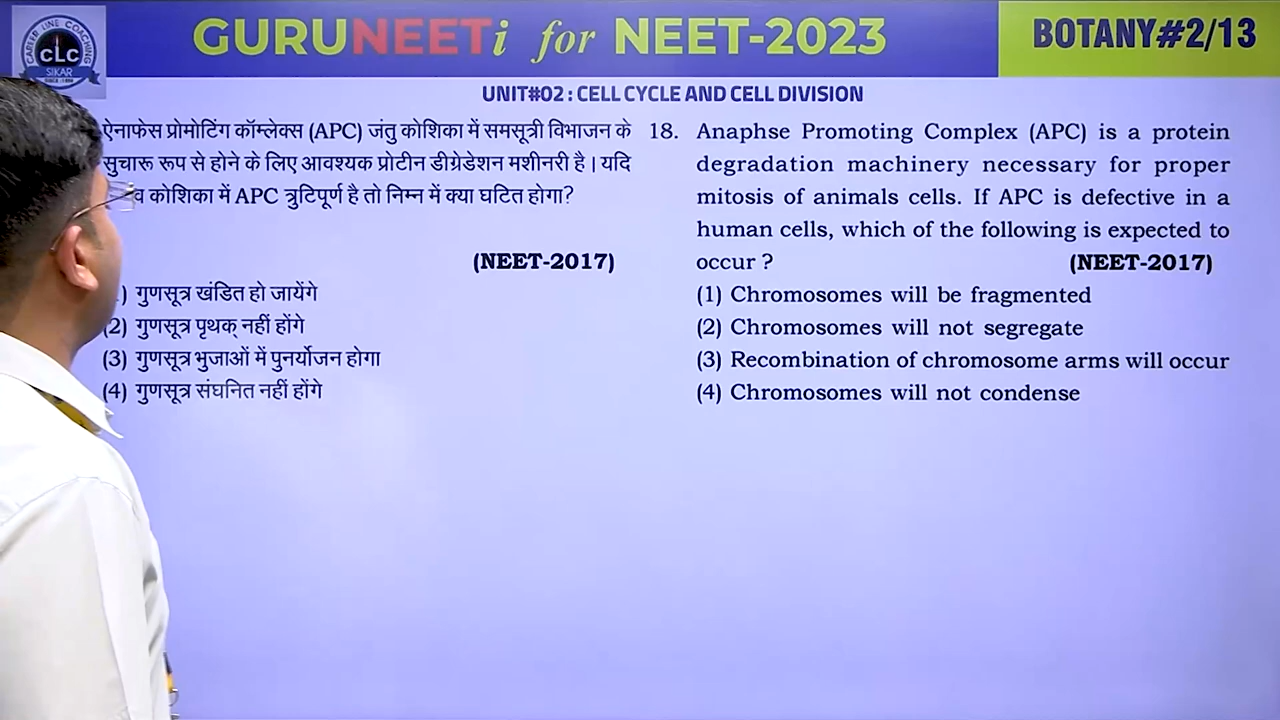 GURUNEETi for NEET-2023
BOTANY#2/13
CAREER LINE COACHING
CLC
SIKAR
UNIT#02 : CELL CYCLE AND CELL DIVISION
ऐनाफेस प्रोमोटिंग कॉम्लेक्स (APC) जंतु कोशिका में समसूत्री विभाजन के
सुचारू रूप से होने के लिए आवश्यक प्रोटीन डीग्रेडेशन मशीनरी है। यदि
व कोशिका में APC त्रुटिपूर्ण है तो निम्न में क्या घटित होगा?
(NEET-2017)
) गुणसूत्र खंडित हो जायेंगे
(2) गुणसूत्र पृथक् नहीं होंगे
(3) गुणसूत्र भुजाओं में पुनर्योजन होगा
(4) गुणसूत्र संघनित नहीं होंगे
18. Anaphse Promoting Complex (APC) is a protein
degradation machinery necessary for proper
mitosis of animals cells. If APC is defective in a
human cells, which of the following is expected to
occur ? (NEET-2017)
(1) Chromosomes will be fragmented
(2) Chromosomes will not segregate
(3) Recombination of chromosome arms will occur
(4) Chromosomes will not condense